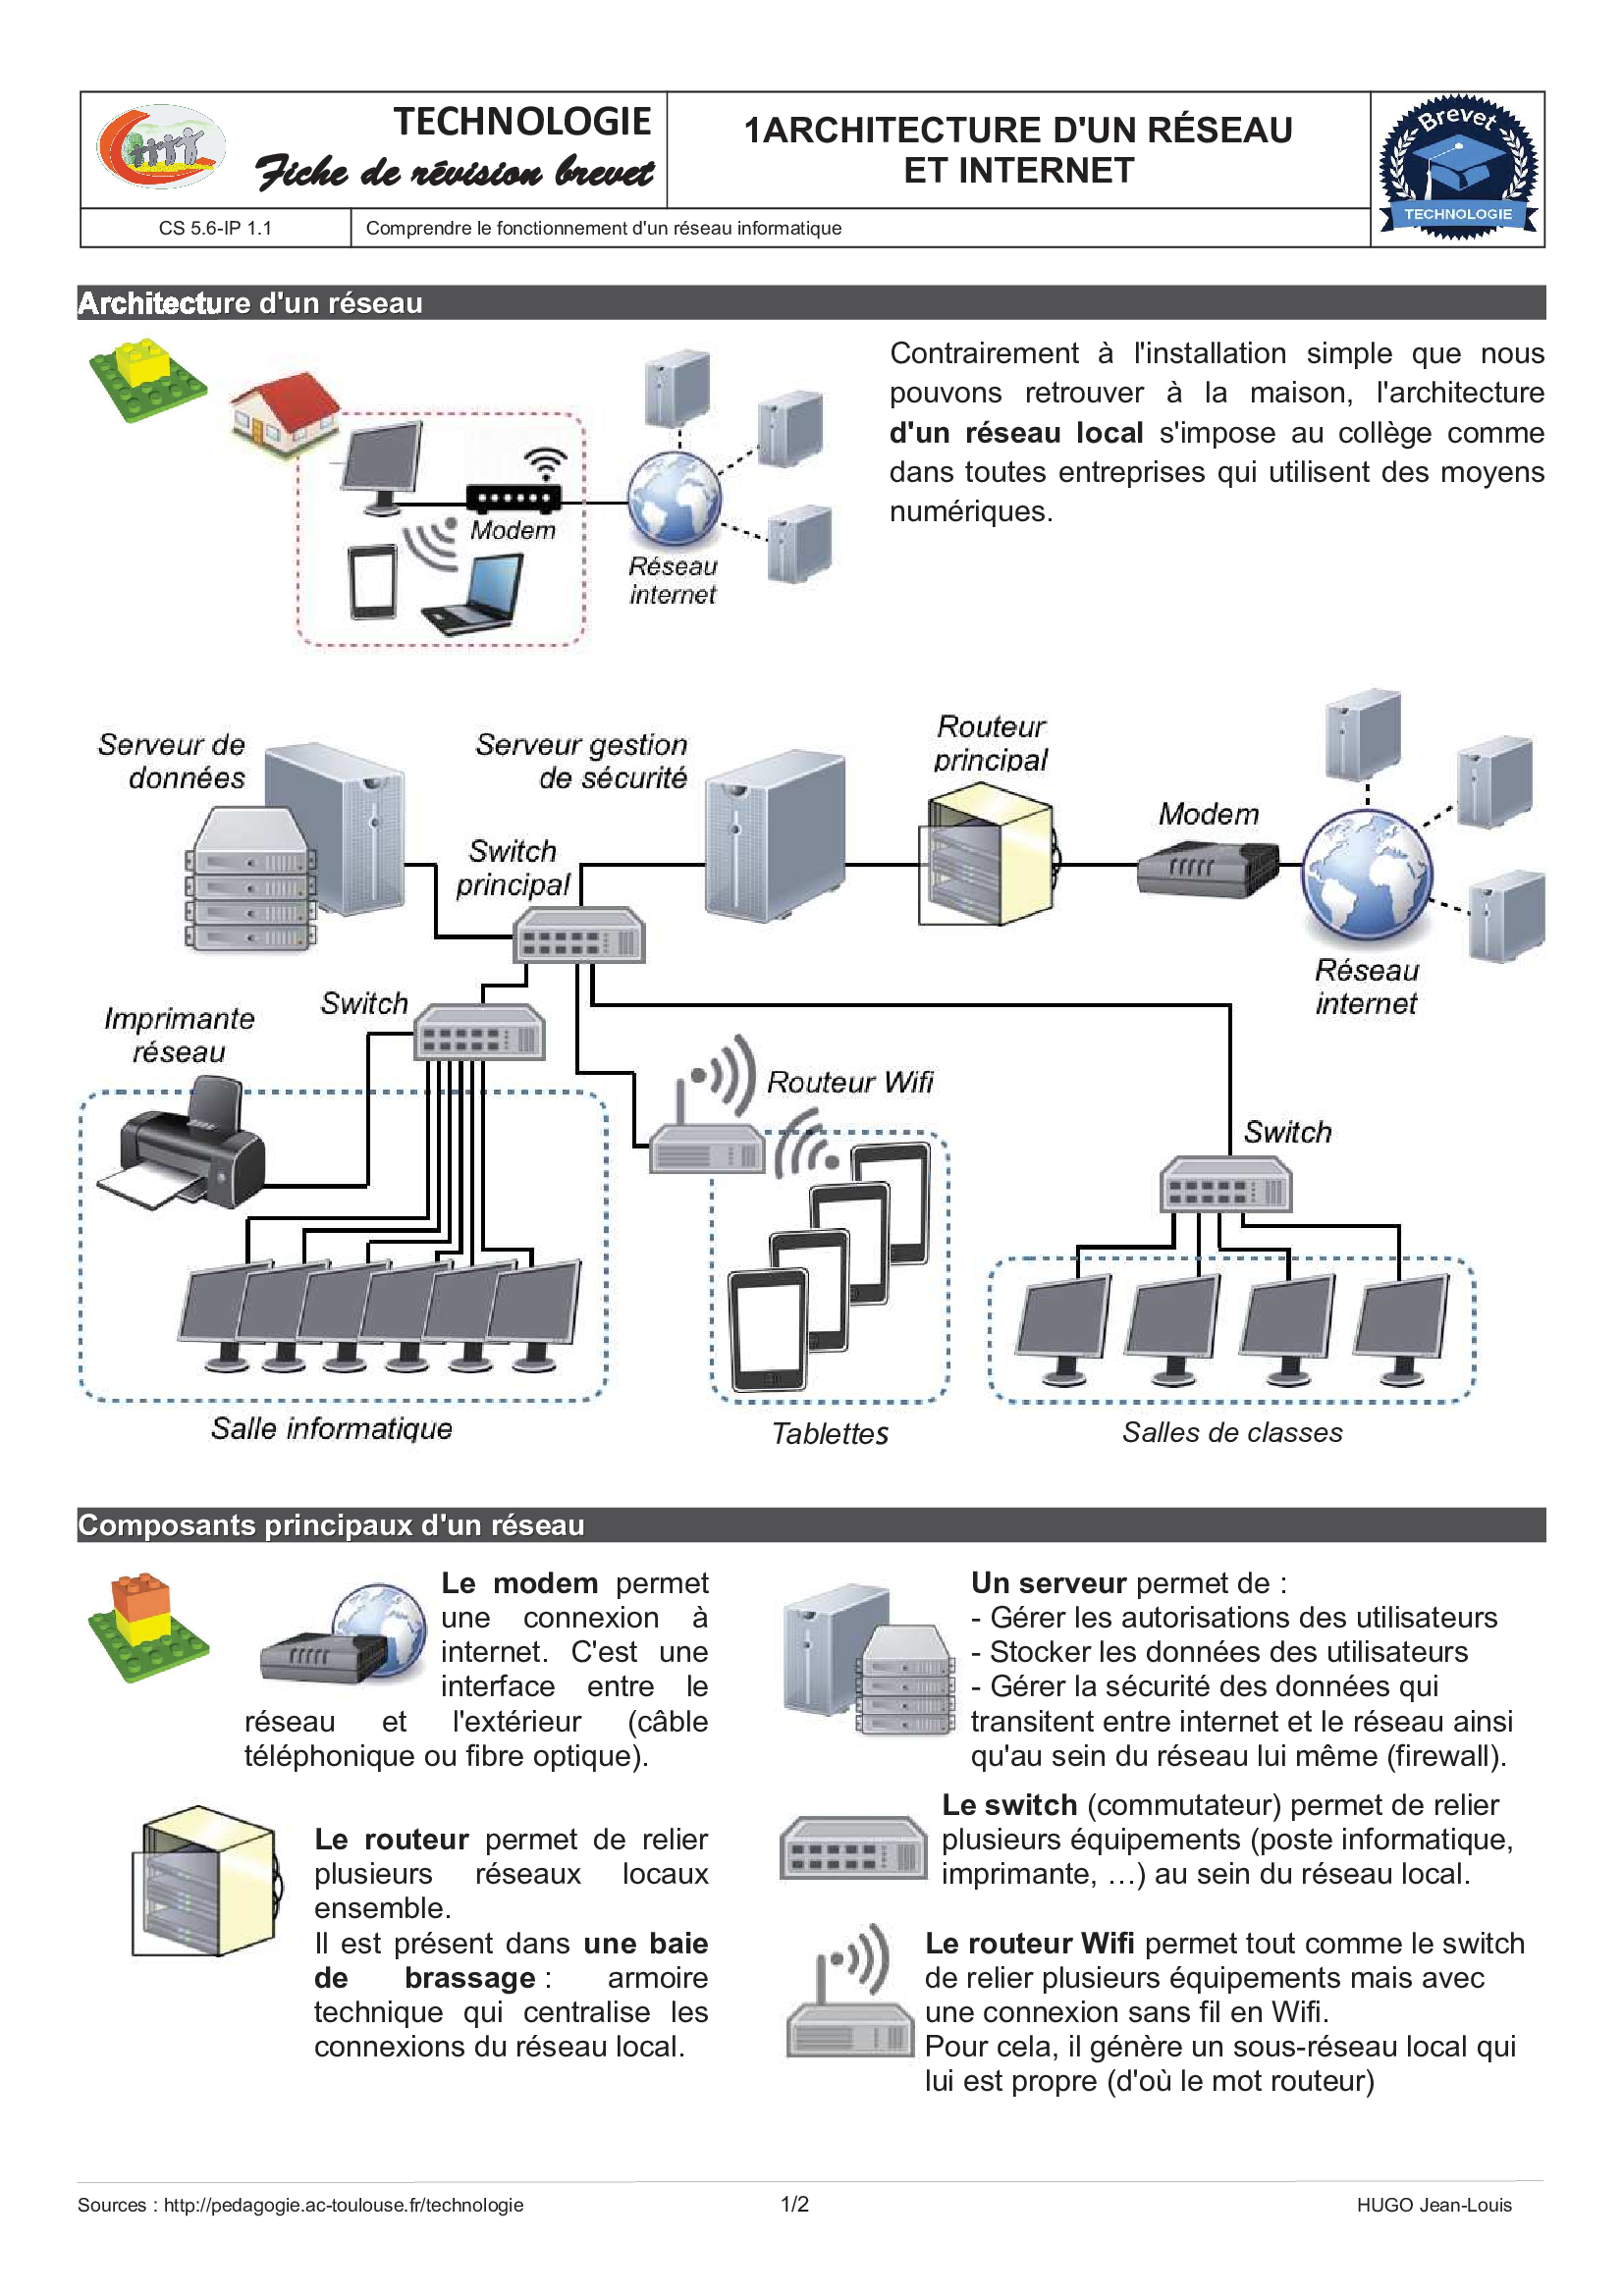 TECHNOLOGIE
Fiche de révision brevet
1ARCHITECTURE D'UN RÉSEAU
ET INTERNET
Brevet
TECHNOLOGIE
CS 5.6-IP 1.1
Comprendre le fonctionnement d'un réseau informatique
Architecture d'un réseau
Contrairement à l'installation simple que nous
pouvons retrouver à la maison, l'architecture
d'un réseau local s'impose au collège comme
dans toutes entreprises qui utilisent des moyens
numériques.
Modem
Réseau
internet
Serveur de
données
Serveur gestion
de sécurité
Routeur
principal
Modem
Switch
principal
Réseau
internet
Switch
Imprimante
réseau
Routeur Wifi
Switch
Salle informatique
Tablettes
Salles de classes
Composants principaux d'un réseau
Le modem permet
une connexion à
internet. C'est une
interface entre le
réseau et l'extérieur (câble
téléphonique ou fibre optique).
Un serveur permet de :
- Gérer les autorisations des utilisateurs
- Stocker les données des utilisateurs
- Gérer la sécurité des données qui
transitent entre internet et le réseau ainsi
qu'au sein du réseau lui même (firewall).
Le routeur permet de relier
plusieurs réseaux locaux
ensemble.
Il est présent dans une baie
de brassage : armoire
technique qui centralise les
connexions du réseau local.
Le switch (commutateur) permet de relier
plusieurs équipements (poste informatique,
imprimante, …) au sein du réseau local.
Le routeur Wifi permet tout comme le switch
de relier plusieurs équipements mais avec
une connexion sans fil en Wifi.
Pour cela, il génère un sous-réseau local qui
lui est propre (d'où le mot routeur)
Sources : http://pedagogie.ac-toulouse.fr/technologie
1/2
HUGO Jean-Louis